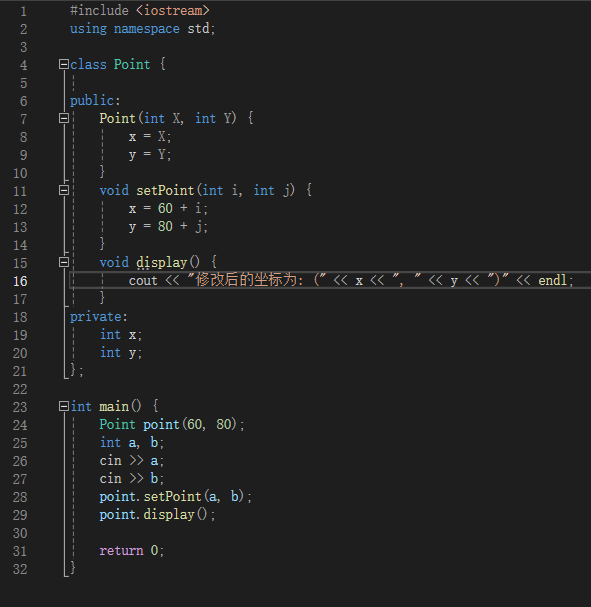 1 #include <iostream>
2 using namespace std;
3
4 class Point {
5
6 public:
7     Point(int X, int Y) {
8         x = X;
9         y = Y;
10     }
11     void setPoint(int i, int j) {
12         x = 60 + i;
13         y = 80 + j;
14     }
15     void display() {
16         cout << "修改后的坐标为: (" << x << ", " << y << ")" << endl;
17     }
18 private:
19     int x;
20     int y;
21 };
22
23 int main() {
24     Point point(60, 80);
25     int a, b;
26     cin >> a;
27     cin >> b;
28     point.setPoint(a, b);
29     point.display();
30
31     return 0;
32 }